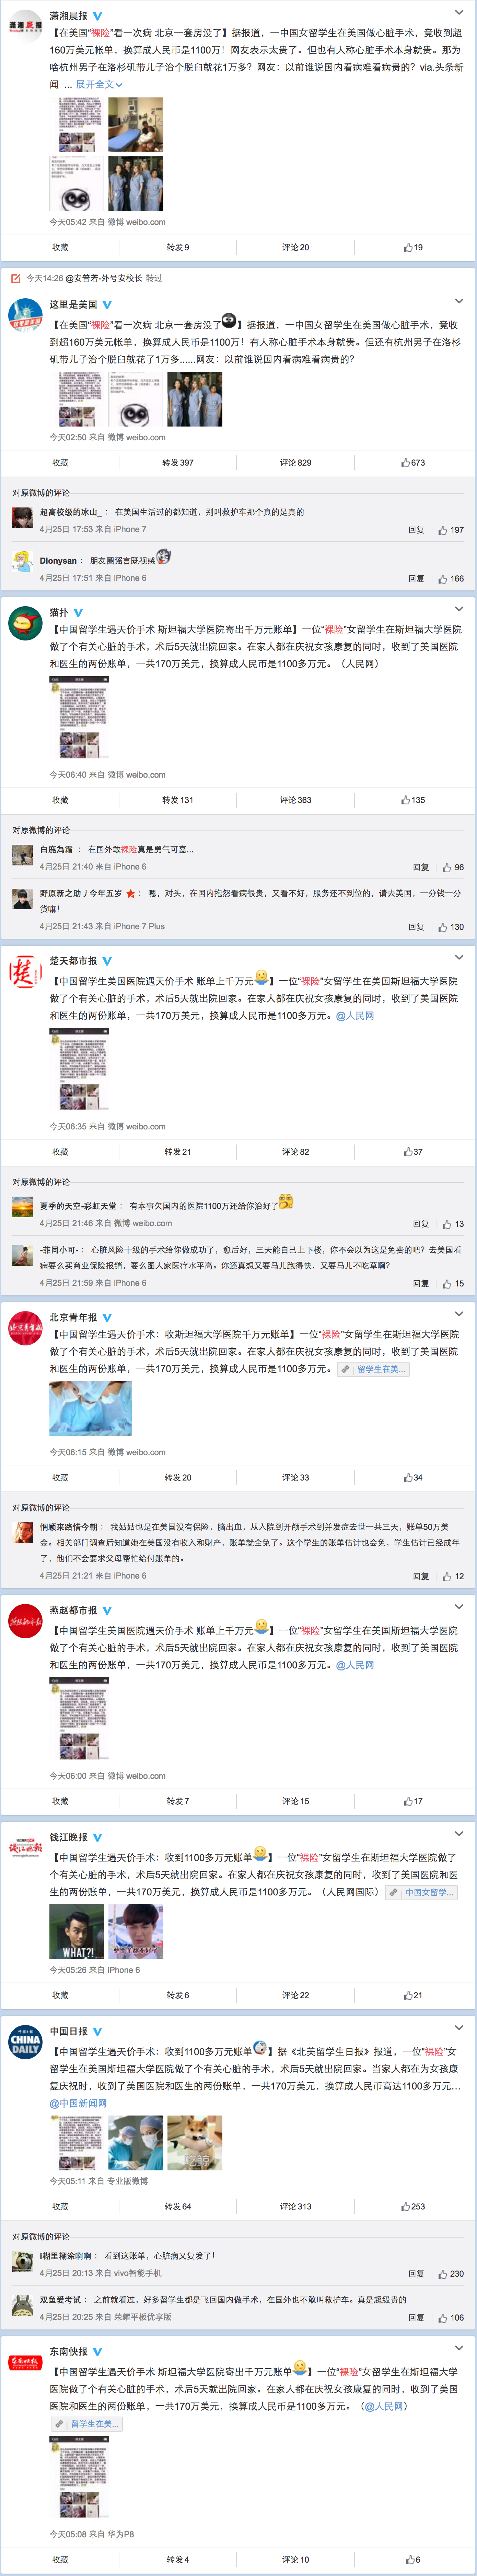 潇湘晨报
【在美国“裸险”看一次病 北京一套房没了】据报道，一中国女留学生在美国做心脏手术，竟收到超
160万美元帐单，换算成人民币是1100万！网友表示太贵了。但也有人称心脏手术本身就贵。那为
啥杭州男子在洛杉矶带儿子治个脱臼就花1万多？网友：以前谁说国内看病难看病贵的？via.头条新
闻 ... 展开全文
今天05:42 来自 微博 weibo.com
收藏 转发 9 评论 20 19
今天14:26 @安普若-外号安校长 转过
这里是美国
【在美国“裸险”看一次病 北京一套房没了】据报道，一中国女留学生在美国做心脏手术，竟收
到超160万美元帐单，换算成人民币是1100万！有人称心脏手术本身就贵。但还有杭州男子在洛杉
矶带儿子治个脱臼就花了1万多......网友：以前谁说国内看病难看病贵的？
今天02:50 来自 微博 weibo.com
收藏 转发 397 评论 829 673
对原微博的评论
超高校级的冰山_： 在美国生活过的都知道，别叫救护车那个真的是真的
4月25日 17:53 来自 iPhone 7 回复 197
Dionysan： 朋友圈谣言既视感
4月25日 17:51 来自 iPhone 6 回复 166
猫扑
【中国留学生遇天价手术 斯坦福大学医院寄出千万元账单】一位“裸险”女留学生在斯坦福大学医院
做了个有关心脏的手术，术后5天就出院回家。在家人都在庆祝女孩康复的同时，收到了美国医院
和医生的两份账单，一共170万美元，换算成人民币是1100多万元。（人民网）
今天06:40 来自 微博 weibo.com
收藏 转发 131 评论 363 135
对原微博的评论
白鹿為霜 ： 在国外敢裸险真是勇气可嘉...
4月25日 21:40 来自 iPhone 6 回复 96
野原新之助丿今年五岁 ： 嗯，对头，在国内抱怨看病很贵，又看不好，服务还不到位的，请去美国，一分钱一分
货嘛！
4月25日 21:43 来自 iPhone 7 Plus 回复 130
楚天都市报
【中国留学生美国医院遇天价手术 账单上千万元】一位“裸险”女留学生在美国斯坦福大学医院
做了个有关心脏的手术，术后5天就出院回家。在家人都在庆祝女孩康复的同时，收到了美国医院
和医生的两份账单，一共170万美元，换算成人民币是1100多万元。@人民网
今天06:35 来自 微博 weibo.com
收藏 转发 21 评论 82 37
对原微博的评论
夏季的天空-彩虹天堂： 有本事欠国内的医院1100万还给你治好了
4月25日 21:46 来自 微博 weibo.com 回复 13
-菲同小可-： 心脏风险十级的手术给你做成功了，愈后好，三天能自己上下楼，你不会以为这是免费的吧？去美国看
病要么买商业保险报销，要么图人家医疗水平高。你还真想又要马儿跑得快，又要马儿不吃草啊？
4月25日 21:59 来自 iPhone 6 回复 15
北京青年报
【中国留学生遇天价手术：收斯坦福大学医院千万元账单】一位“裸险”女留学生在斯坦福大学医院
做了个有关心脏的手术，术后5天就出院回家。在家人都在庆祝女孩康复的同时，收到了美国医院
和医生的两份账单，一共170万美元，换算成人民币是1100多万元。 留学生在美...
今天06:15 来自 微博 weibo.com
收藏 转发 20 评论 33 34
对原微博的评论
惘顾来路惜今朝： 我姑姑也是在美国没有保险，脑出血，从入院到开颅手术到并发症去世一共三天，账单50万美
金。相关部门调查后知道她在美国没有收入和财产，账单就全免了。这个学生的账单估计也会免，学生估计已经成年
了，他们不会要求父母帮忙给付账单的。
4月25日 21:21 来自 iPhone 6 回复 12
燕赵都市报
【中国留学生美国医院遇天价手术 账单上千万元】一位“裸险”女留学生在美国斯坦福大学医院
做了个有关心脏的手术，术后5天就出院回家。在家人都在庆祝女孩康复的同时，收到了美国医院
和医生的两份账单，一共170万美元，换算成人民币是1100多万元。@人民网
今天06:00 来自 微博 weibo.com
收藏 转发 7 评论 15 17
钱江晚报
【中国留学生遇天价手术：收到1100多万元账单】一位“裸险”女留学生在斯坦福大学医院做了
个有关心脏的手术，术后5天就出院回家。在家人都在庆祝女孩康复的同时，收到了美国医院和医
生的两份账单，一共170万美元，换算成人民币是1100多万元。（人民网国际） 中国女留学...
WHAT?!
今天05:26 来自 iPhone 6
收藏 转发 6 评论 22 21
CHINA
DAILY
中国日报
【中国留学生遇天价手术：收到1100多万元账单】据《北美留学生日报》报道，一位“裸险”女
留学生在美国斯坦福大学医院做了个有关心脏的手术，术后5天就出院回家。当家人都在为女孩康
复庆祝时，收到了美国医院和医生的两份账单，一共170万美元，换算成人民币高达1100多万元...
@中国新闻网
今天05:11 来自 专业版微博
收藏 转发 64 评论 313 253
对原微博的评论
i糊里糊涂啊啊： 看到这账单，心脏病又复发了！
4月25日 20:13 来自 vivo智能手机 回复 230
双鱼爱考试： 之前就看过，好多留学生都是飞回国内做手术，在国外也不敢叫救护车。真是超级贵的
4月25日 20:25 来自 荣耀平板优享版 回复 106
东南快报
【中国留学生遇天价手术 斯坦福大学医院寄出千万元账单】一位“裸险”女留学生在斯坦福大学
医院做了个有关心脏的手术，术后5天就出院回家。在家人都在庆祝女孩康复的同时，收到了美国
医院和医生的两份账单，一共170万美元，换算成人民币是1100多万元。（@人民网）
留学生在美...
今天05:08 来自 华为P8
收藏 转发 4 评论 10 6